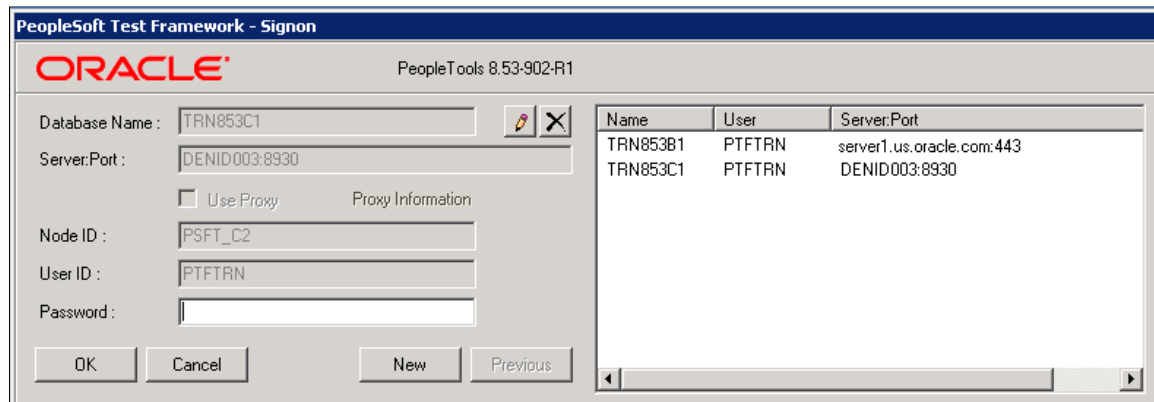 PeopleSoft Test Framework - Signon
ORACLE
PeopleTools 8.53-902-R1
Database Name : TRN853C1
Server:Port : DENID003:8930
Use Proxy Proxy Information
Node ID : PSFT_C2
User ID : PTFTRN
Password :
OK Cancel New Previous
Name User Server:Port
TRN853B1 PTFTRN server1.us.oracle.com:443
TRN853C1 PTFTRN DENID003:8930